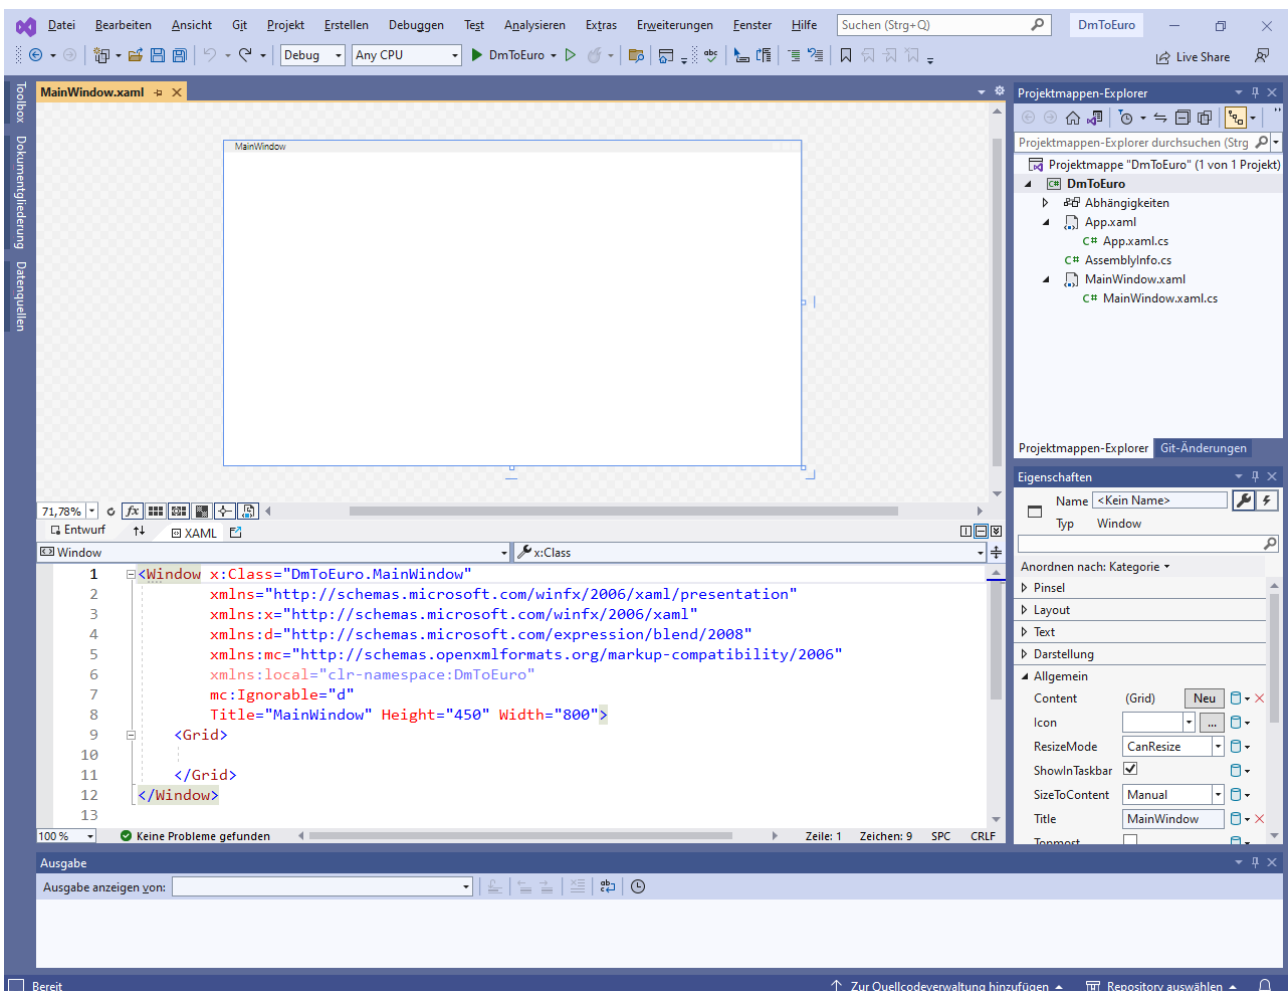 Datei Bearbeiten Ansicht Git Projekt Erstellen Debuggen Test Analysieren Extras Erweiterungen Fenster Hilfe Suchen (Strg+Q) DmToEuro
Debug Any CPU DmToEuro Live Share
Toolbox
Dokumentgliederung
Datenquellen
MainWindow.xaml
MainWindow
71,78%
Entwurf XAML
Window x:Class
1 <Window x:Class="DmToEuro.MainWindow"
2 xmlns="http://schemas.microsoft.com/winfx/2006/xaml/presentation"
3 xmlns:x="http://schemas.microsoft.com/winfx/2006/xaml"
4 xmlns:d="http://schemas.microsoft.com/expression/blend/2008"
5 xmlns:mc="http://schemas.openxmlformats.org/markup-compatibility/2006"
6 xmlns:local="clr-namespace:DmToEuro"
7 mc:Ignorable="d"
8 Title="MainWindow" Height="450" Width="800">
9 <Grid>
10
11 </Grid>
12 </Window>
13
100 % Keine Probleme gefunden Zeile: 1 Zeichen: 9 SPC CRLF
Projektmappen-Explorer
Projektmappen-Explorer durchsuchen (Strg
Projektmappe "DmToEuro" (1 von 1 Projekt)
C# DmToEuro
Abhängigkeiten
App.xaml
C# App.xaml.cs
C# AssemblyInfo.cs
MainWindow.xaml
C# MainWindow.xaml.cs
Projektmappen-Explorer Git-Änderungen
Eigenschaften
Name <Kein Name>
Typ Window
Anordnen nach: Kategorie
Pinsel
Layout
Text
Darstellung
Allgemein
Content (Grid) Neu
Icon ...
ResizeMode CanResize
ShowInTaskbar
SizeToContent Manual
Title MainWindow
Topmost
Ausgabe
Ausgabe anzeigen von:
Bereit Zur Quellcodeverwaltung hinzufügen Repository auswählen